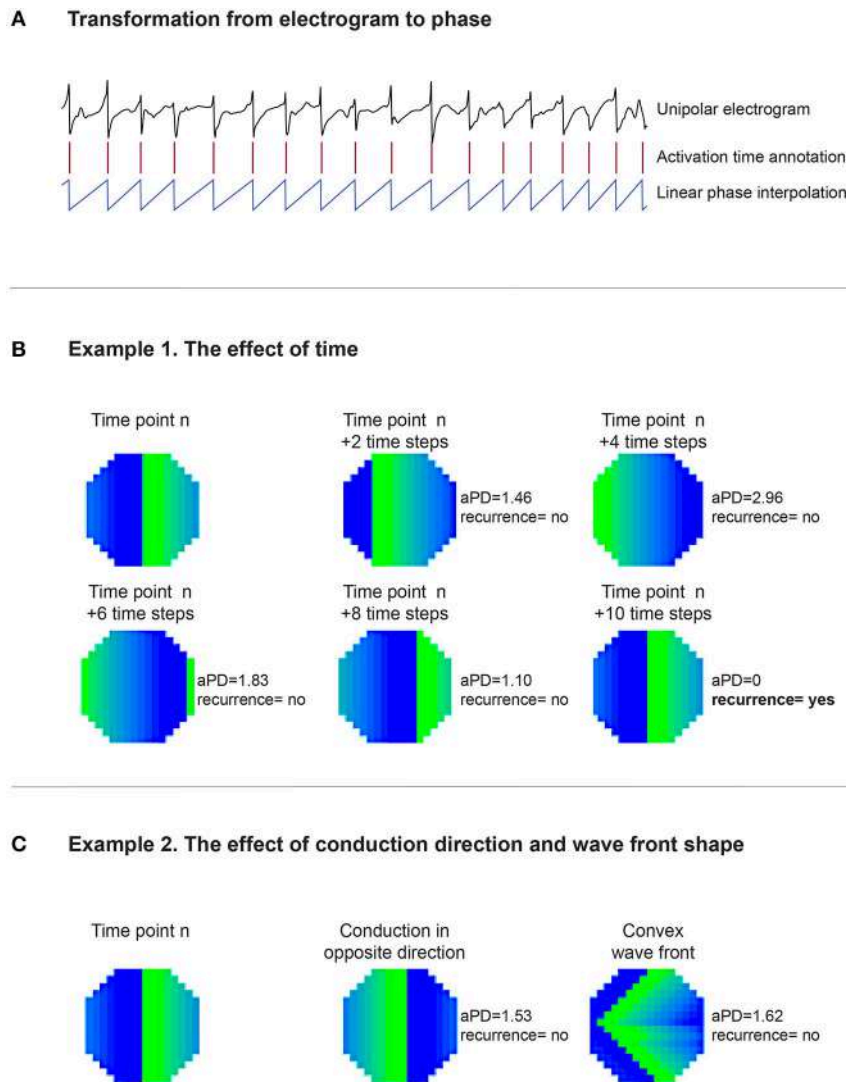 A Transformation from electrogram to phase
Unipolar electrogram
Activation time annotation
Linear phase interpolation
B Example 1. The effect of time
Time point n
Time point n
+2 time steps
aPD=1.46
recurrence= no
Time point n
+4 time steps
aPD=2.96
recurrence= no
Time point n
+6 time steps
aPD=1.83
recurrence= no
Time point n
+8 time steps
aPD=1.10
recurrence= no
Time point n
+10 time steps
aPD=0
recurrence= yes
C Example 2. The effect of conduction direction and wave front shape
Time point n
Conduction in
opposite direction
aPD=1.53
recurrence= no
Convex
wave front
aPD=1.62
recurrence= no